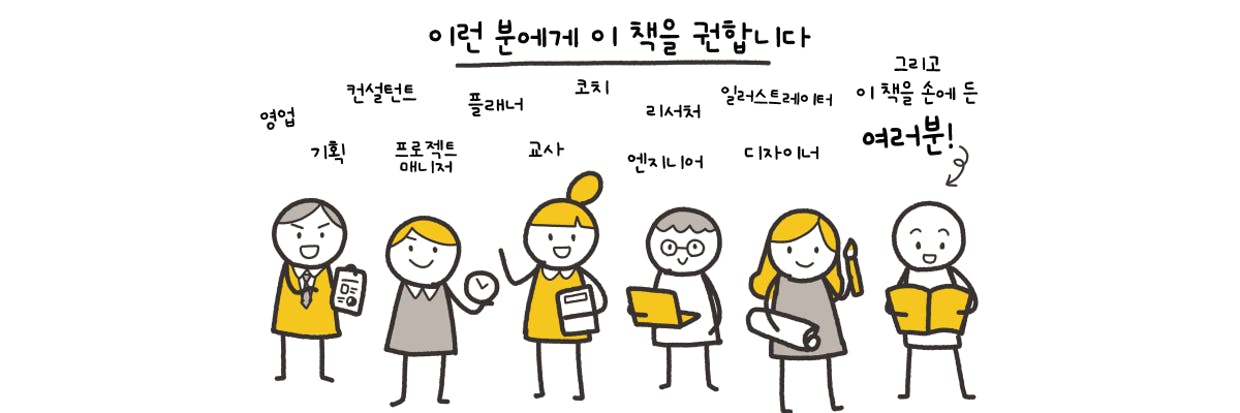 이런 분에게 이 책을 권합니다
영업
기획
컨설턴트
프로젝트
매니저
플래너
교사
코치
리서처
엔지니어
일러스트레이터
디자이너
그리고
이 책을 손에 든
여러분!